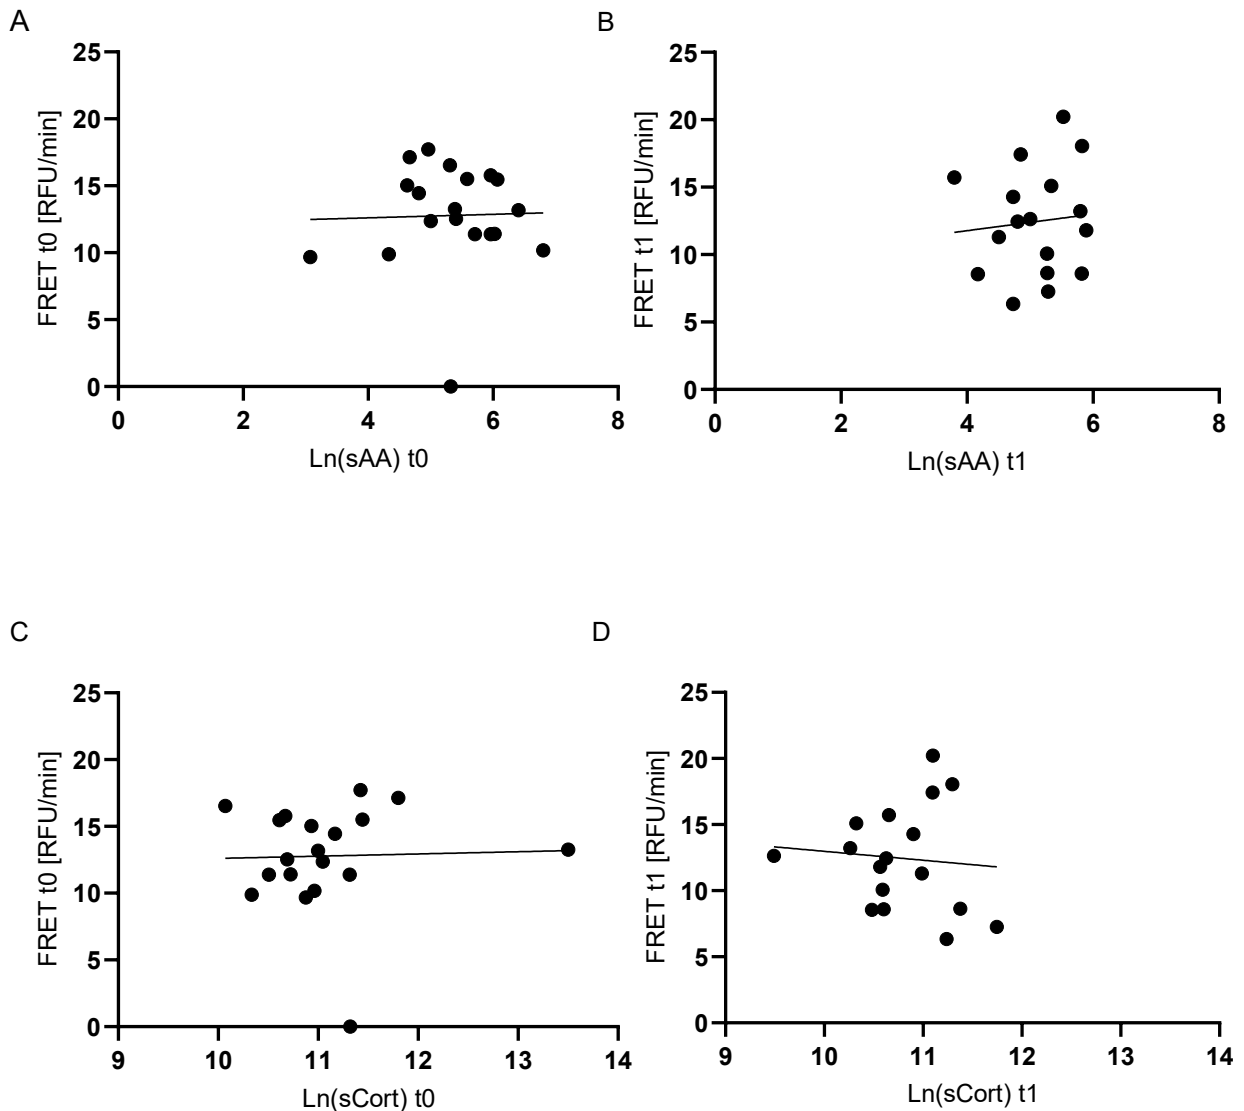 A
25
20
15
10
5
0
FRET t0 [RFU/min]
0 2 4 6 8
Ln(sAA) t0
B
25
20
15
10
5
0
FRET t1 [RFU/min]
0 2 4 6 8
Ln(sAA) t1
C
25
20
15
10
5
0
FRET t0 [RFU/min]
9 10 11 12 13 14
Ln(sCort) t0
D
25
20
15
10
5
0
FRET t1 [RFU/min]
9 10 11 12 13 14
Ln(sCort) t1